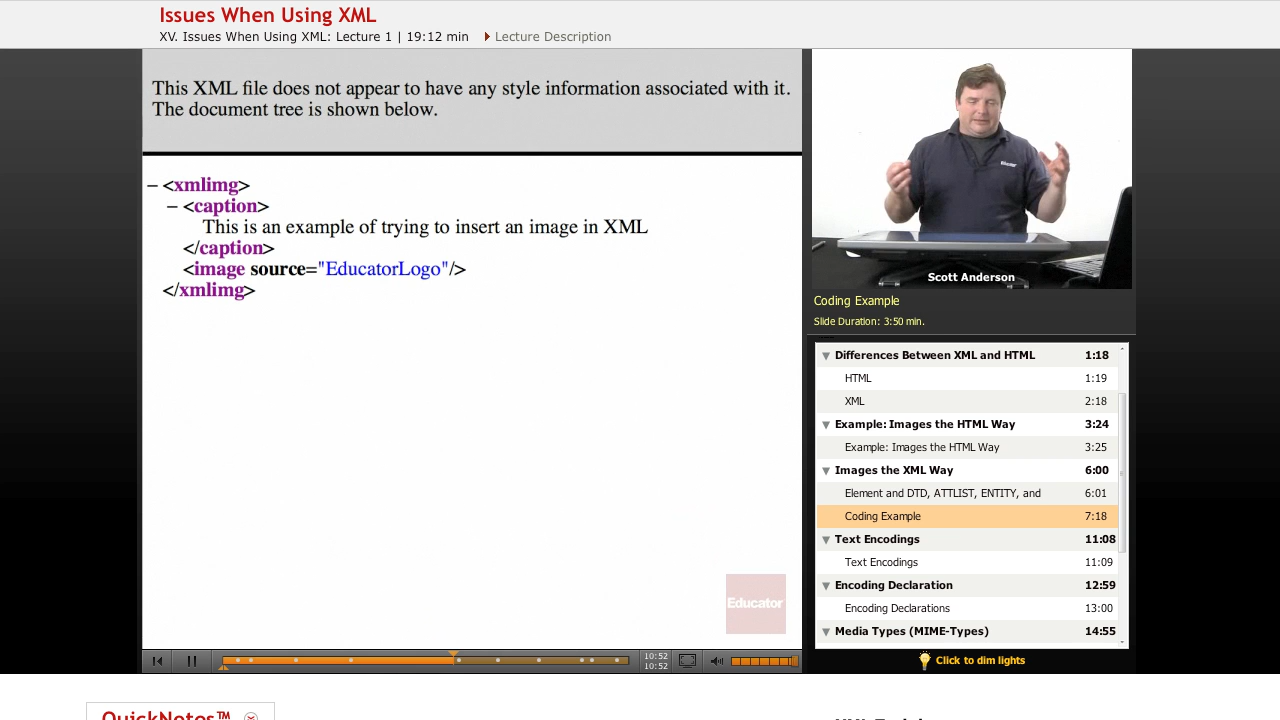 Issues When Using XML
XV. Issues When Using XML: Lecture 1 | 19:12 min
Lecture Description
This XML file does not appear to have any style information associated with it.
The document tree is shown below.
– <xmlimg>
– <caption>
This is an example of trying to insert an image in XML
</caption>
<image source="EducatorLogo"/>
</xmlimg>
Educator
10:52
10:52
Scott Anderson
Coding Example
Slide Duration: 3:50 min.
Differences Between XML and HTML 1:18
HTML 1:19
XML 2:18
Example: Images the HTML Way 3:24
Example: Images the HTML Way 3:25
Images the XML Way 6:00
Element and DTD, ATTLIST, ENTITY, and 6:01
Coding Example 7:18
Text Encodings 11:08
Text Encodings 11:09
Encoding Declaration 12:59
Encoding Declarations 13:00
Media Types (MIME-Types) 14:55
Click to dim lights
QuickNotes™